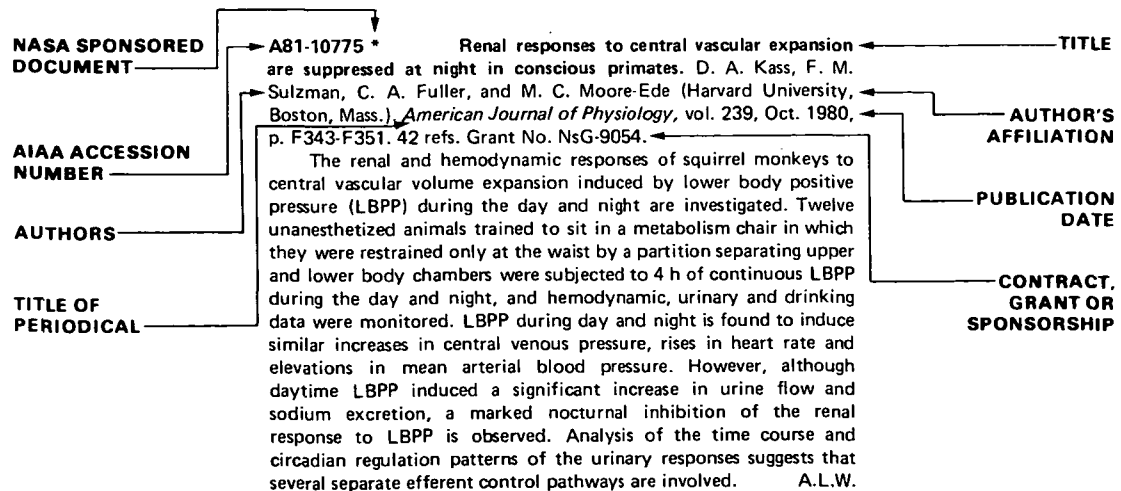 NASA SPONSORED
DOCUMENT
AIAA ACCESSION
NUMBER
AUTHORS
TITLE OF
PERIODICAL
A81-10775 * Renal responses to central vascular expansion
are suppressed at night in conscious primates. D. A. Kass, F. M.
Sulzman, C. A. Fuller, and M. C. Moore-Ede (Harvard University,
Boston, Mass.). American Journal of Physiology, vol. 239, Oct. 1980,
p. F343-F351. 42 refs. Grant No. NsG-9054.
The renal and hemodynamic responses of squirrel monkeys to
central vascular volume expansion induced by lower body positive
pressure (LBPP) during the day and night are investigated. Twelve
unanesthetized animals trained to sit in a metabolism chair in which
they were restrained only at the waist by a partition separating upper
and lower body chambers were subjected to 4 h of continuous LBPP
during the day and night, and hemodynamic, urinary and drinking
data were monitored. LBPP during day and night is found to induce
similar increases in central venous pressure, rises in heart rate and
elevations in mean arterial blood pressure. However, although
daytime LBPP induced a significant increase in urine flow and
sodium excretion, a marked nocturnal inhibition of the renal
response to LBPP is observed. Analysis of the time course and
circadian regulation patterns of the urinary responses suggests that
several separate efferent control pathways are involved. A.L.W.
TITLE
AUTHOR'S
AFFILIATION
PUBLICATION
DATE
CONTRACT,
GRANT OR
SPONSORSHIP